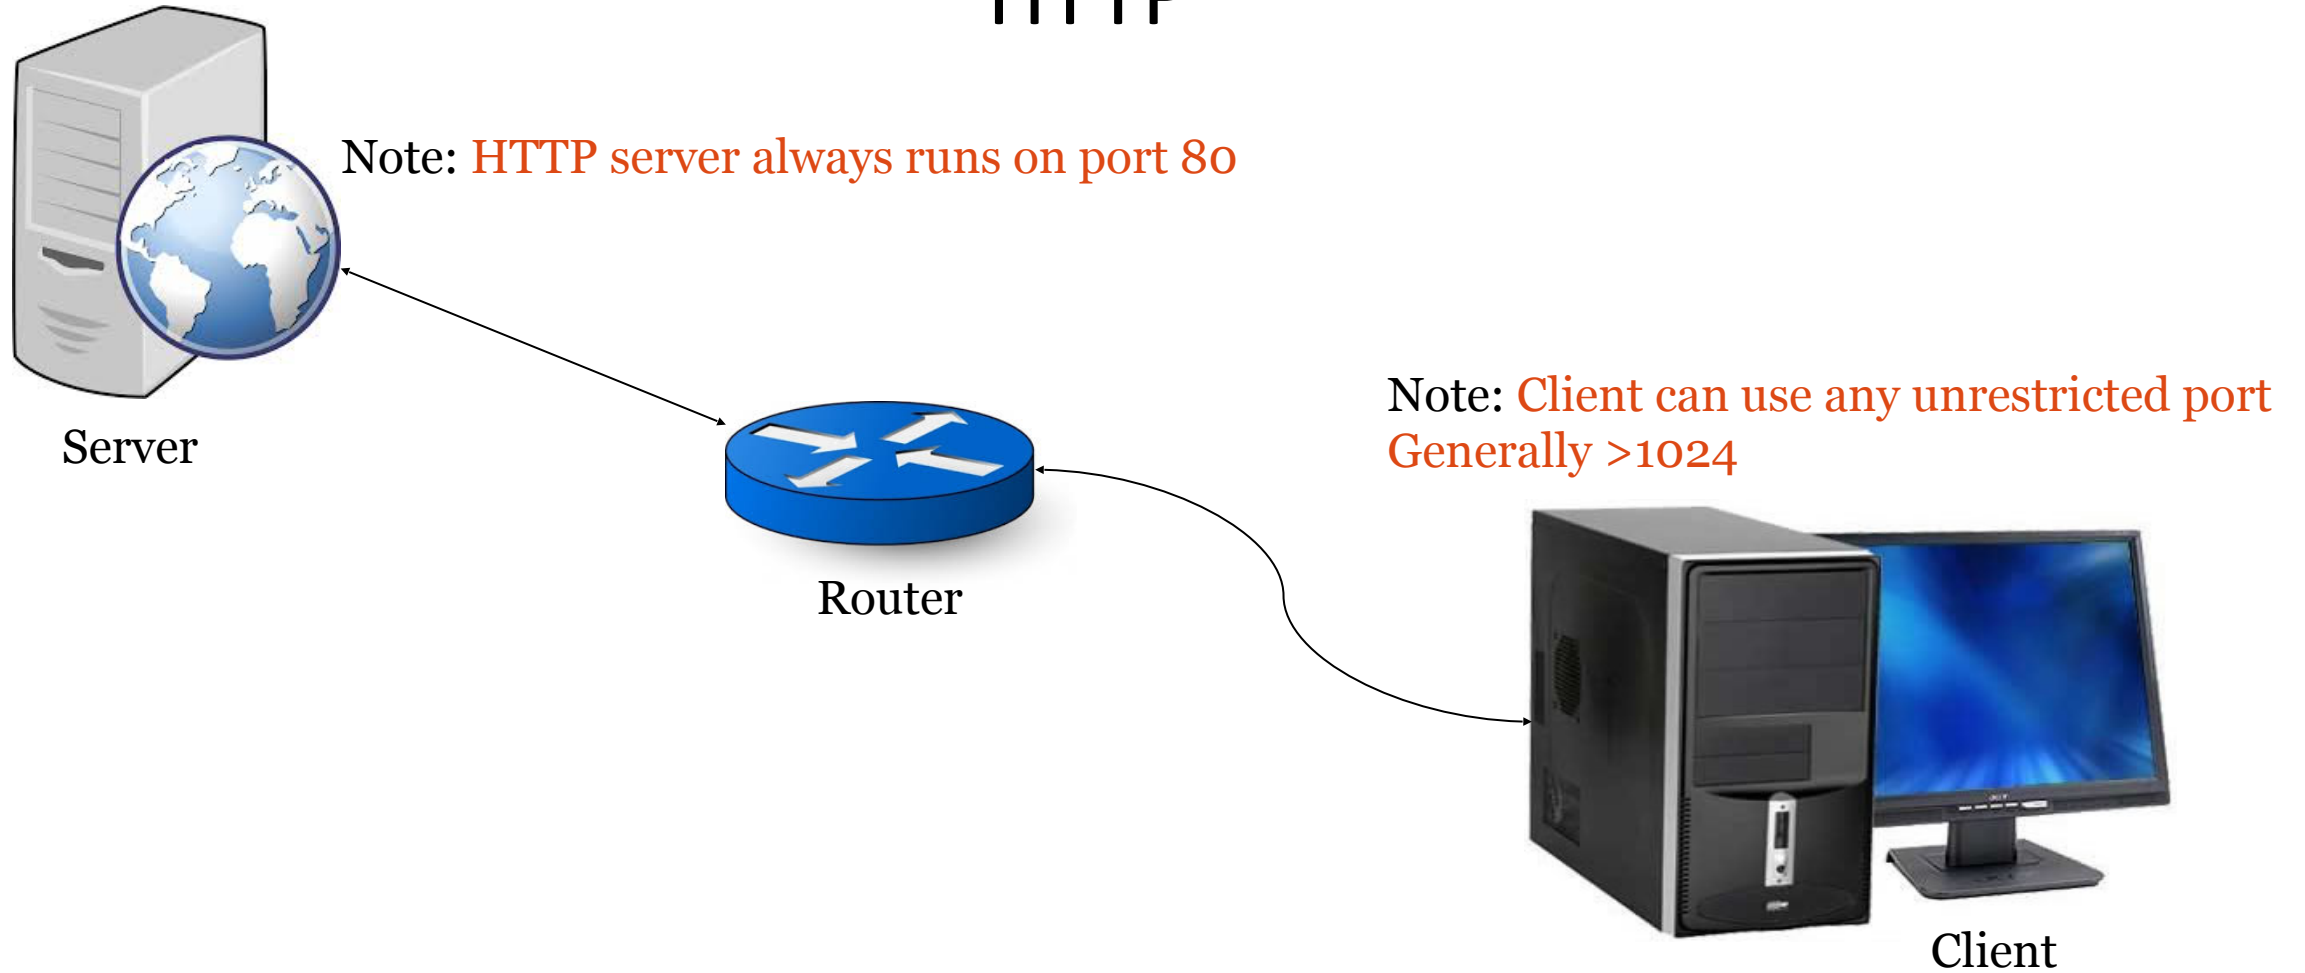 HTTP
Note: HTTP server always runs on port 80
Server
Note: Client can use any unrestricted port
Generally >1024
Router
Client